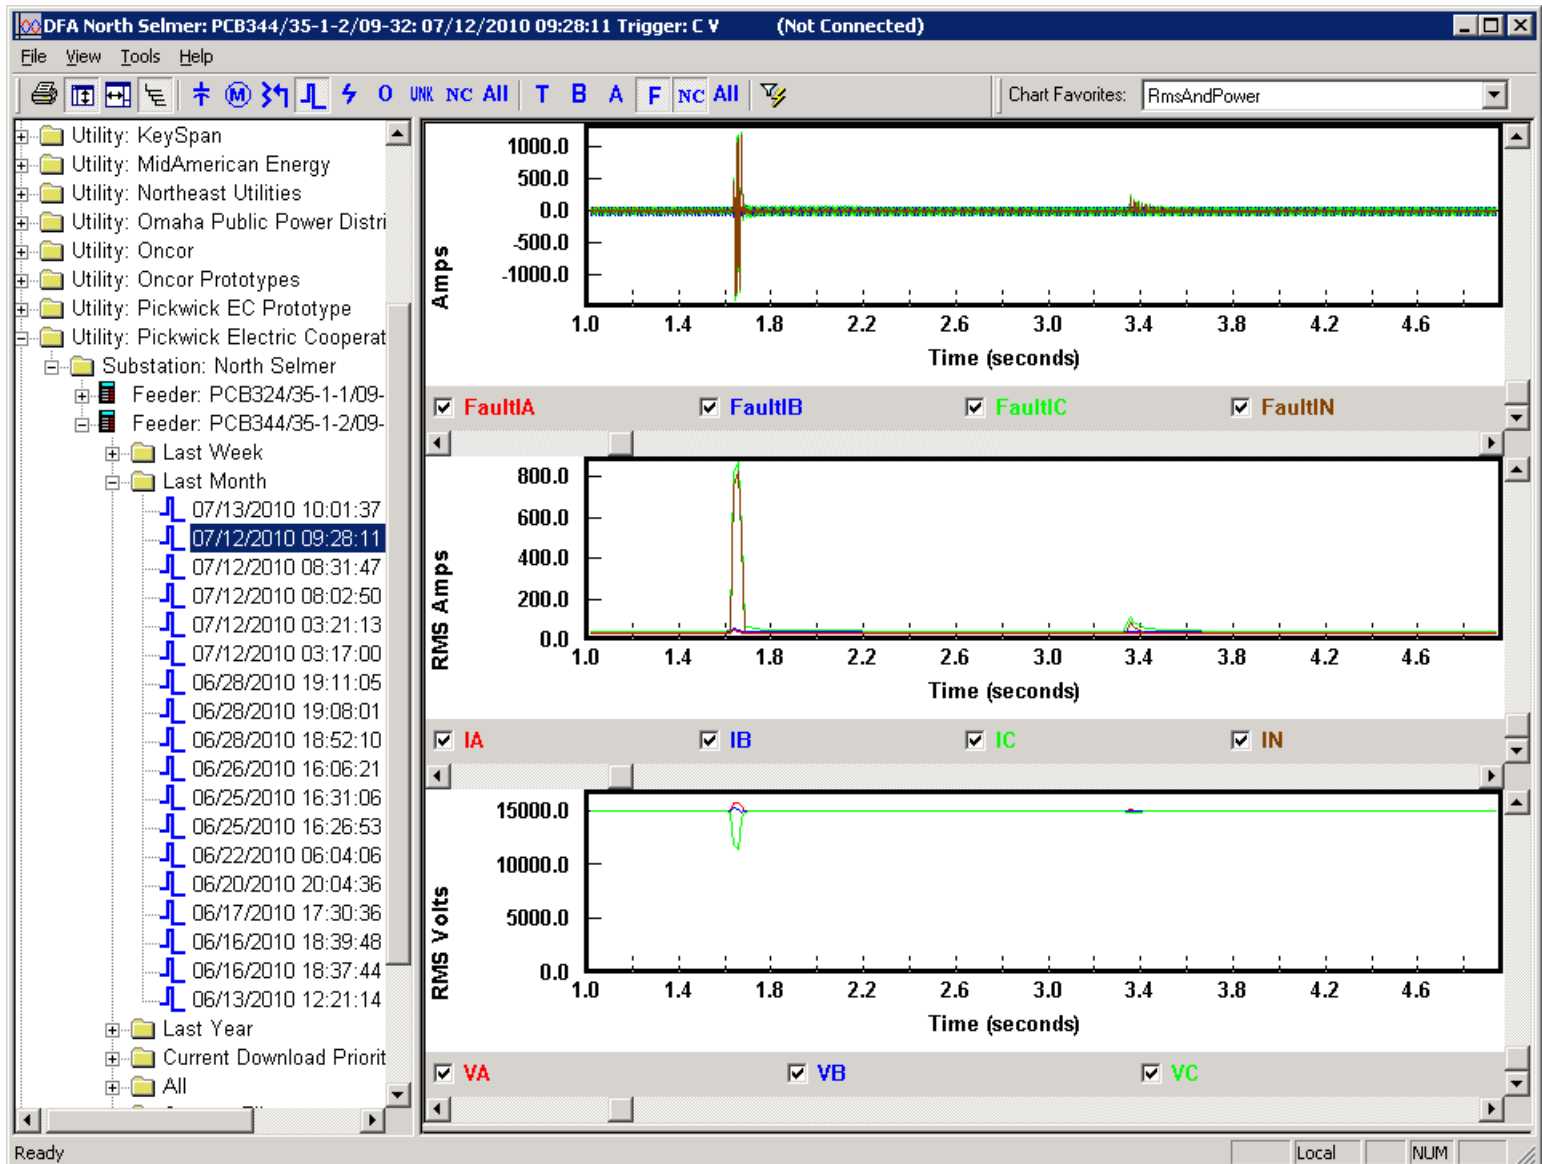 DFA North Selmer: PCB344/35-1-2/09-32: 07/12/2010 09:28:11 Trigger: C V (Not Connected)
File View Tools Help
M O UNK NC All T B A F NC All Chart Favorites: RmsAndPower
Utility: KeySpan
Utility: MidAmerican Energy
Utility: Northeast Utilities
Utility: Omaha Public Power Distri
Utility: Oncor
Utility: Oncor Prototypes
Utility: Pickwick EC Prototype
Utility: Pickwick Electric Cooperat
Substation: North Selmer
Feeder: PCB324/35-1-1/09-
Feeder: PCB344/35-1-2/09-
Last Week
Last Month
07/13/2010 10:01:37
07/12/2010 09:28:11
07/12/2010 08:31:47
07/12/2010 08:02:50
07/12/2010 03:21:13
07/12/2010 03:17:00
06/28/2010 19:11:05
06/28/2010 19:08:01
06/28/2010 18:52:10
06/26/2010 16:06:21
06/25/2010 16:31:06
06/25/2010 16:26:53
06/22/2010 06:04:06
06/20/2010 20:04:36
06/17/2010 17:30:36
06/16/2010 18:39:48
06/16/2010 18:37:44
06/13/2010 12:21:14
Last Year
Current Download Priorit
All
Amps
1000.0
500.0
0.0
-500.0
-1000.0
1.0 1.4 1.8 2.2 2.6 3.0 3.4 3.8 4.2 4.6
Time (seconds)
FaultIA FaultIB FaultIC FaultIN
RMS Amps
800.0
600.0
400.0
200.0
0.0
1.0 1.4 1.8 2.2 2.6 3.0 3.4 3.8 4.2 4.6
Time (seconds)
IA IB IC IN
RMS Volts
15000.0
10000.0
5000.0
0.0
1.0 1.4 1.8 2.2 2.6 3.0 3.4 3.8 4.2 4.6
Time (seconds)
VA VB VC
Ready Local NUM